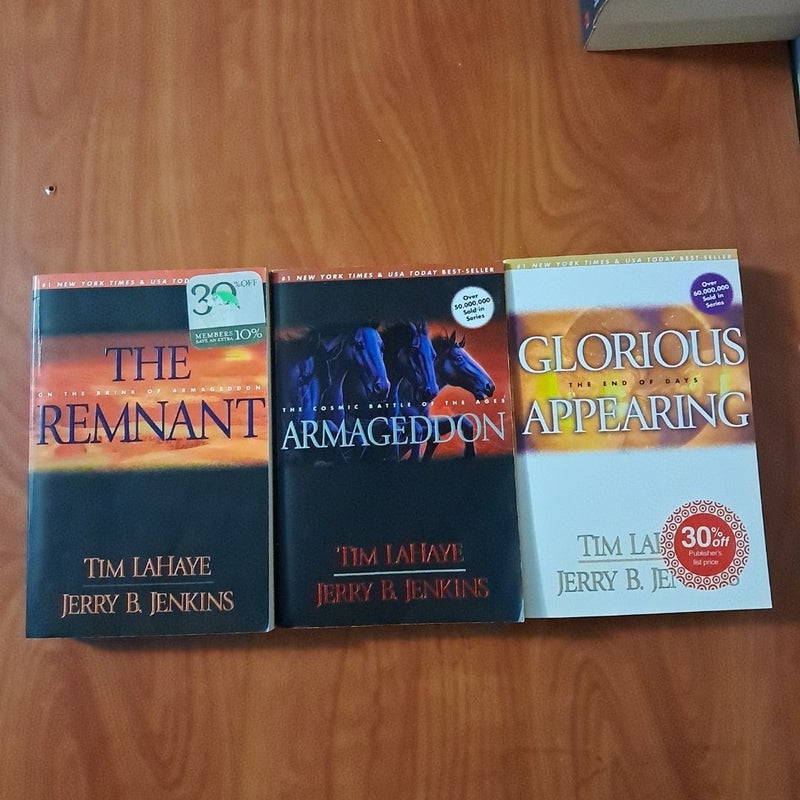 #1 NEW YORK TIMES & USA TOD
30%OFF
MEMBERS
SAVE AN EXTRA 10%
THE
ON THE BRINK OF ARMAGEDDON
REMNANT
TIM LAHAYE
JERRY B. JENKINS
#1 NEW YORK TIMES & USA TODAY BEST-SELLER
Over
50,000,000
Sold in
Series
THE COSMIC BATTLE OF THE AGES
ARMAGEDDON
TIM LAHAYE
JERRY B. JENKINS
#1 NEW YORK TIMES & USA TODAY BEST-SELLER
Over
60,000,000
Sold in
Series
GLORIOUS
THE END OF DAYS
APPEARING
TIM LA
JERRY B. JE
30%
off
Publisher's
list price